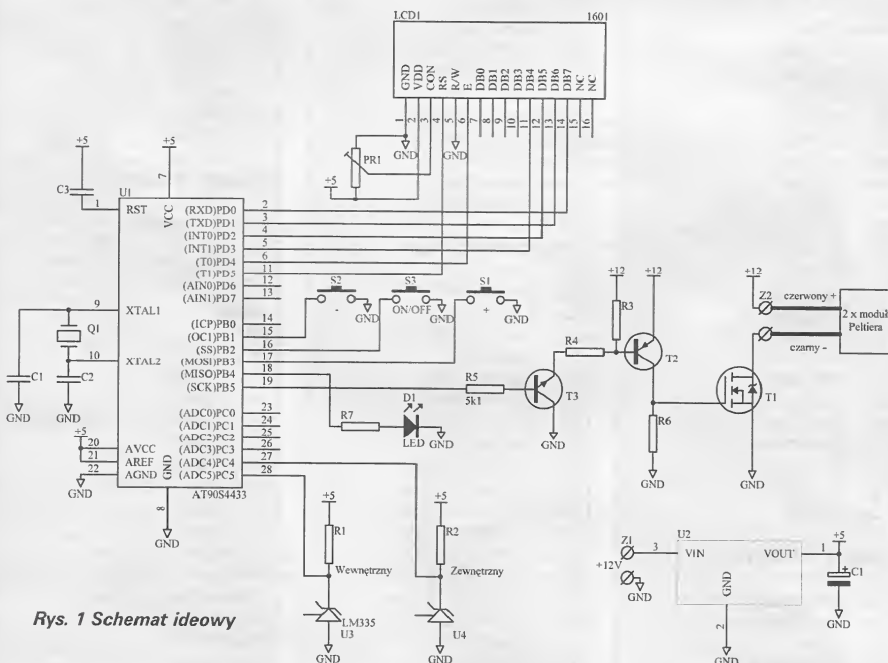 LCD1
1601
GND
VDD
CON
RS
R/W
E
DB0
DB1
DB2
DB3
DB4
DB5
DB6
DB7
NC
NC
1
2
3
4
5
6
7
8
9
10
11
12
13
14
15
16
GND
GND
PR1
+5
+5
+5
C3
7
U1
1
RST
VCC
(RXD)PD0
2
(TXD)PD1
3
(INT0)PD2
4
(INT1)PD3
5
(T0)PD4
6
(T1)PD5
11
(AIN0)PD6
12
(AIN1)PD7
13
9
XTAL1
Q1
10
XTAL2
C1
C2
GND
GND
(ICP)PB0
14
(OC1)PB1
15
(SS)PB2
16
(MOSI)PB3
17
(MISO)PB4
18
(SCK)PB5
19
(ADC0)PC0
23
(ADC1)PC1
24
(ADC2)PC2
25
(ADC3)PC3
26
(ADC4)PC4
27
(ADC5)PC5
28
+5
20
AVCC
21
AREF
22
AGND
GND
GND
8
GND
AT90S4433
S2
-
GND
S3
ON/OFF
GND
S1
+
GND
R5
5k1
R7
D1
LED
GND
T3
GND
R4
+12
R3
+12
T2
R6
GND
T1
GND
+12
Z2
czerwony +
czarny -
2 x moduł
Peltiera
+5
R1
Wewnętrzny
LM335
U3
GND
+5
R2
Zewnętrzny
U4
GND
Z1
+12V
GND
3
U2
VIN
VOUT
GND
1
2
GND
+5
C1
+
GND
Rys. 1 Schemat ideowy